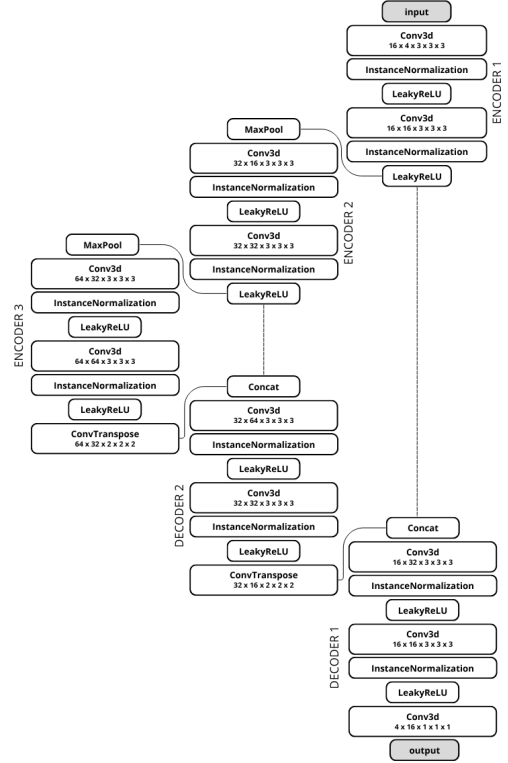 input
Conv3d
16 x 4 x 3 x 3 x 3
InstanceNormalization
LeakyReLU
Conv3d
16 x 16 x 3 x 3 x 3
InstanceNormalization
LeakyReLU
ENCODER 1
MaxPool
Conv3d
32 x 16 x 3 x 3 x 3
InstanceNormalization
LeakyReLU
Conv3d
32 x 32 x 3 x 3 x 3
InstanceNormalization
LeakyReLU
ENCODER 2
MaxPool
Conv3d
64 x 32 x 3 x 3 x 3
InstanceNormalization
LeakyReLU
Conv3d
64 x 64 x 3 x 3 x 3
InstanceNormalization
LeakyReLU
ConvTranspose
64 x 32 x 2 x 2 x 2
ENCODER 3
Concat
Conv3d
32 x 64 x 3 x 3 x 3
InstanceNormalization
LeakyReLU
Conv3d
32 x 32 x 3 x 3 x 3
InstanceNormalization
LeakyReLU
ConvTranspose
32 x 16 x 2 x 2 x 2
DECODER 2
Concat
Conv3d
16 x 32 x 3 x 3 x 3
InstanceNormalization
LeakyReLU
Conv3d
16 x 16 x 3 x 3 x 3
InstanceNormalization
LeakyReLU
Conv3d
4 x 16 x 1 x 1 x 1
output
DECODER 1